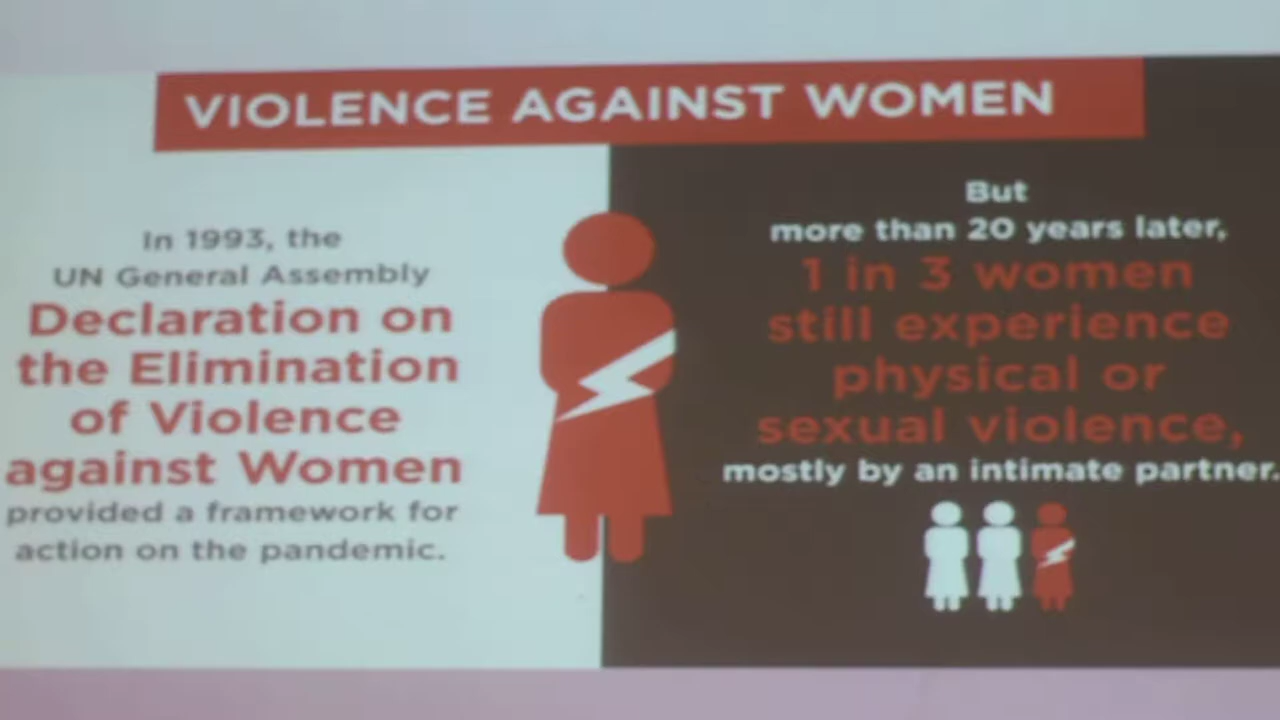 VIOLENCE AGAINST WOMEN
In 1993, the
UN General Assembly
Declaration on
the Elimination
of Violence
against Women
provided a framework for
action on the pandemic.
But
more than 20 years later,
1 in 3 women
still experience
physical or
sexual violence,
mostly by an intimate partner.